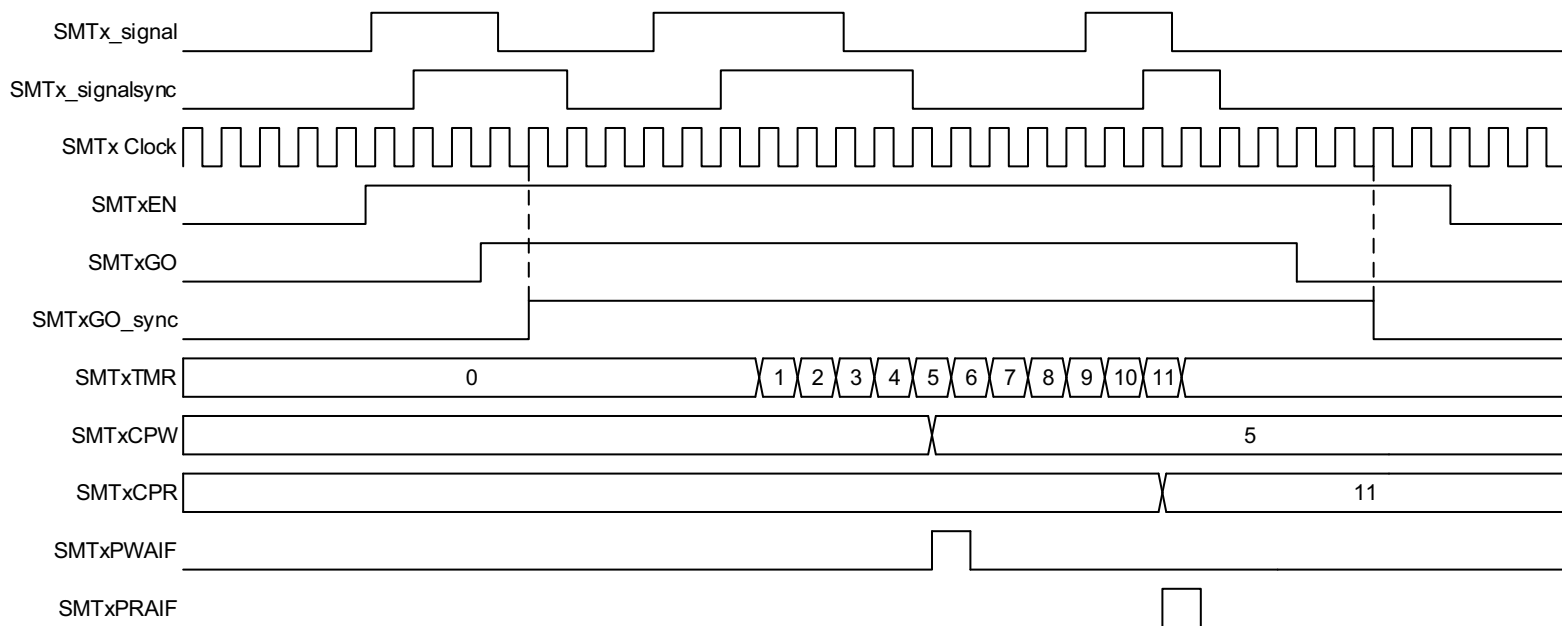 SMTx_signal
SMTx_signalsync
SMTx Clock
SMTxEN
SMTxGO
SMTxGO_sync
SMTxTMR 0 1 2 3 4 5 6 7 8 9 10 11
SMTxCPW 5
SMTxCPR 11
SMTxPWAIF
SMTxPRAIF